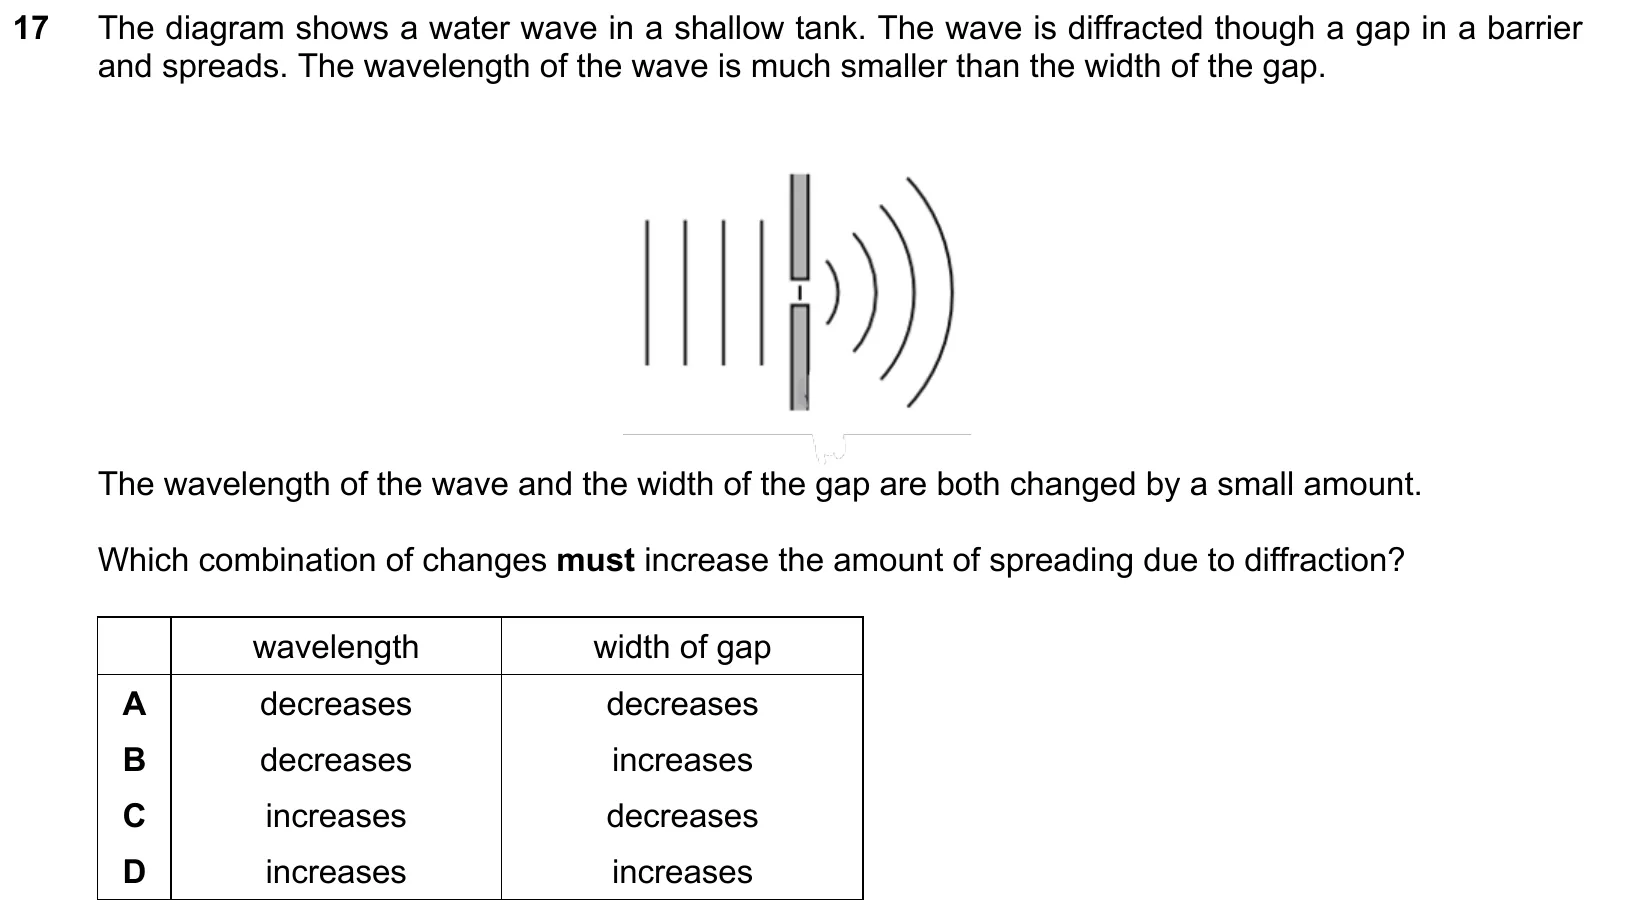 17 The diagram shows a water wave in a shallow tank. The wave is diffracted though a gap in a barrier
and spreads. The wavelength of the wave is much smaller than the width of the gap.
The wavelength of the wave and the width of the gap are both changed by a small amount.
Which combination of changes must increase the amount of spreading due to diffraction?
wavelength width of gap
A decreases decreases
B decreases increases
C increases decreases
D increases increases